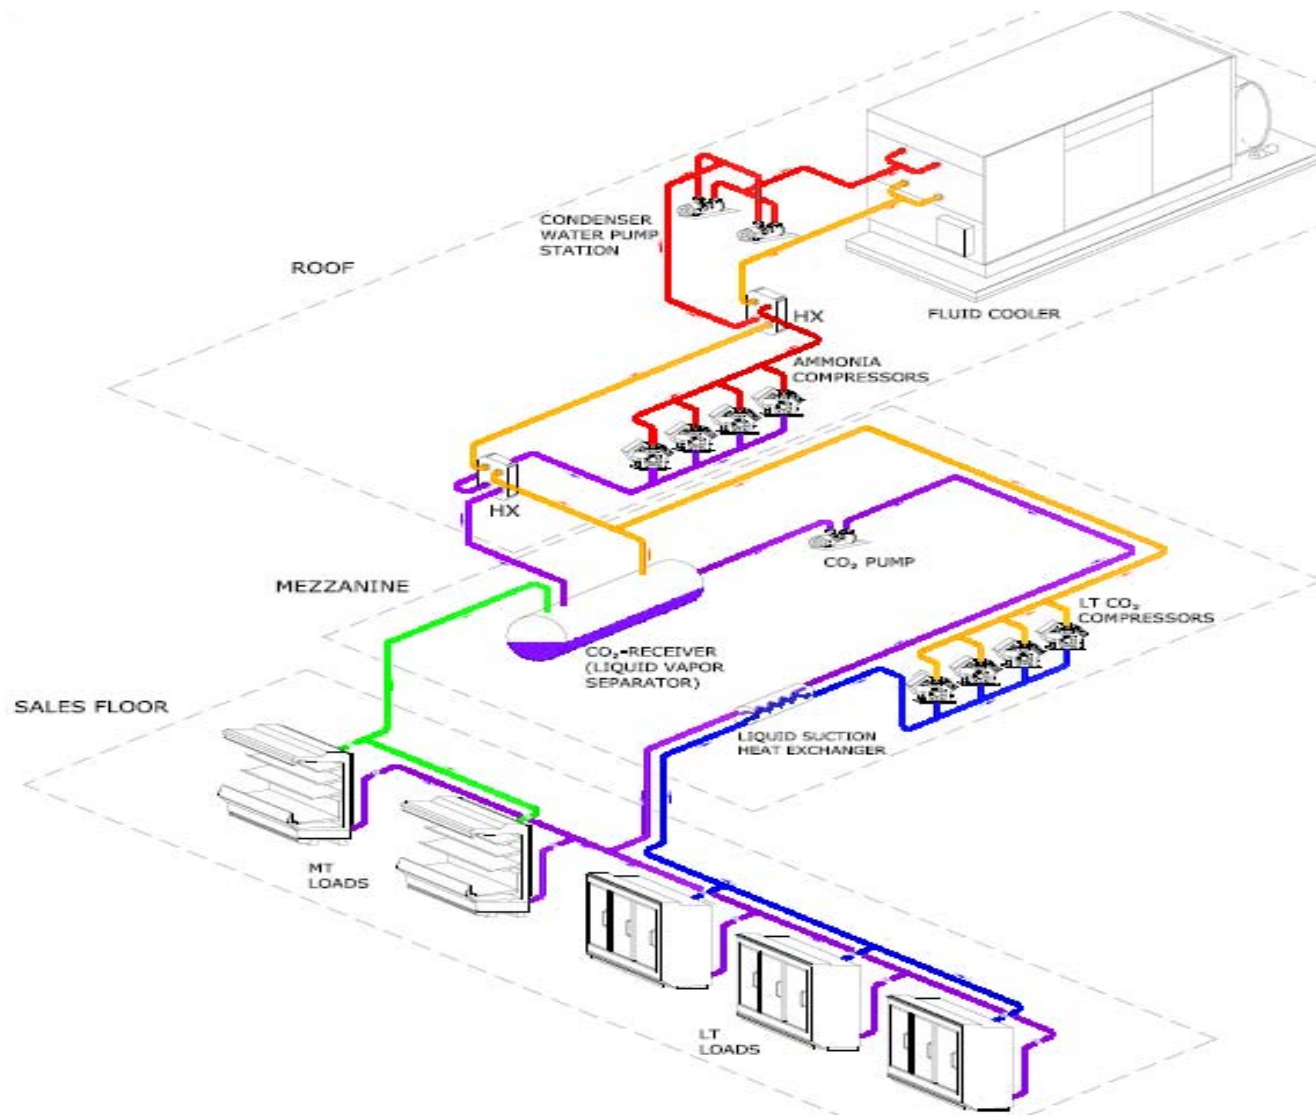 CONDENSER
WATER PUMP
STATION
ROOF
HX
FLUID COOLER
AMMONIA
COMPRESSORS
HX
CO₂ PUMP
MEZZANINE
LT CO₂
COMPRESSORS
CO₂-RECEIVER
(LIQUID VAPOR
SEPARATOR)
SALES FLOOR
LIQUID SUCTION
HEAT EXCHANGER
MT
LOADS
LT
LOADS